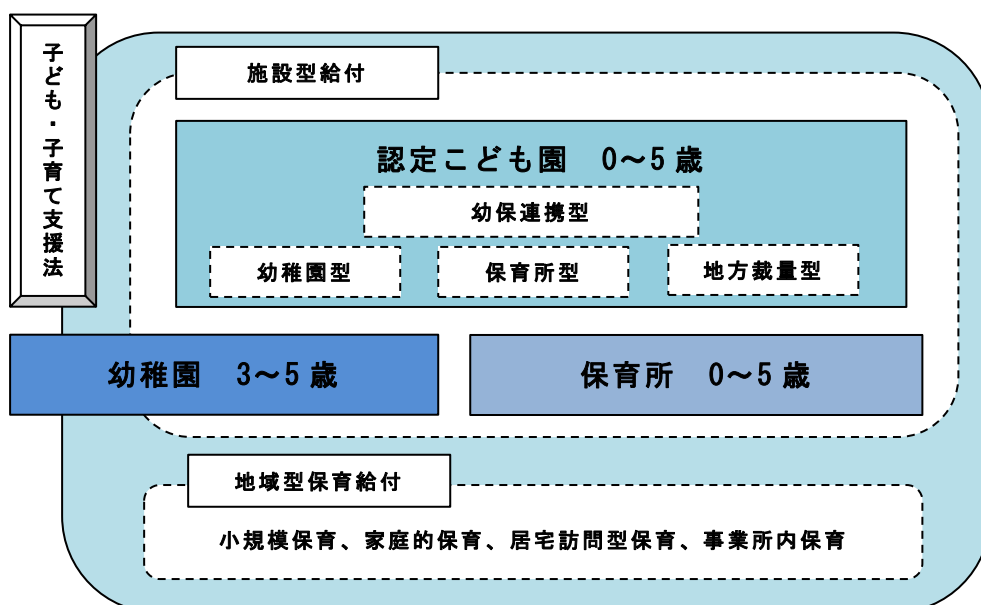 子ども・子育て支援法
施設型給付
認定こども園　0～5歳
幼保連携型
幼稚園型
保育所型
地方裁量型
幼稚園　3～5歳
保育所　0～5歳
地域型保育給付
小規模保育、家庭的保育、居宅訪問型保育、事業所内保育